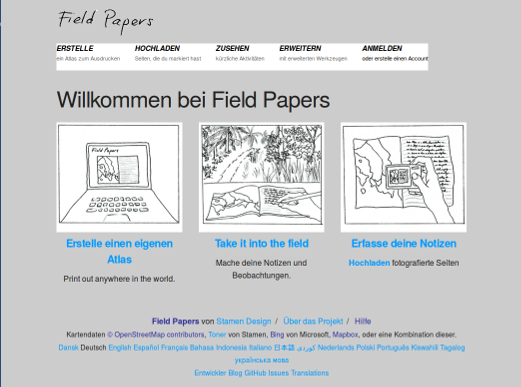 Field Papers
ERSTELLE HOCHLADEN ZUSEHEN ERWEITERN ANMELDEN
ein Atlas zum Ausdrucken Seiten, die du markiert hast kürzliche Aktivitäten mit erweiterten Werkzeugen oder erstelle einen Account
Willkommen bei Field Papers
Field Papers
Erstelle einen eigenen Atlas
Print out anywhere in the world.
Take it into the field
Mache deine Notizen und Beobachtungen.
Erfasse deine Notizen
Hochladen fotografierte Seiten
Field Papers von Stamen Design / Über das Projekt / Hilfe
Kartendaten © OpenStreetMap contributors, Toner von Stamen, Bing von Microsoft, Mapbox, oder eine Kombination dieser.
Dansk Deutsch English Español Français Bahasa Indonesia Italiano 日本語 كوردی Nederlands Polski Português Kiswahili Tagalog
українська мова
Entwickler Blog GitHub Issues Translations